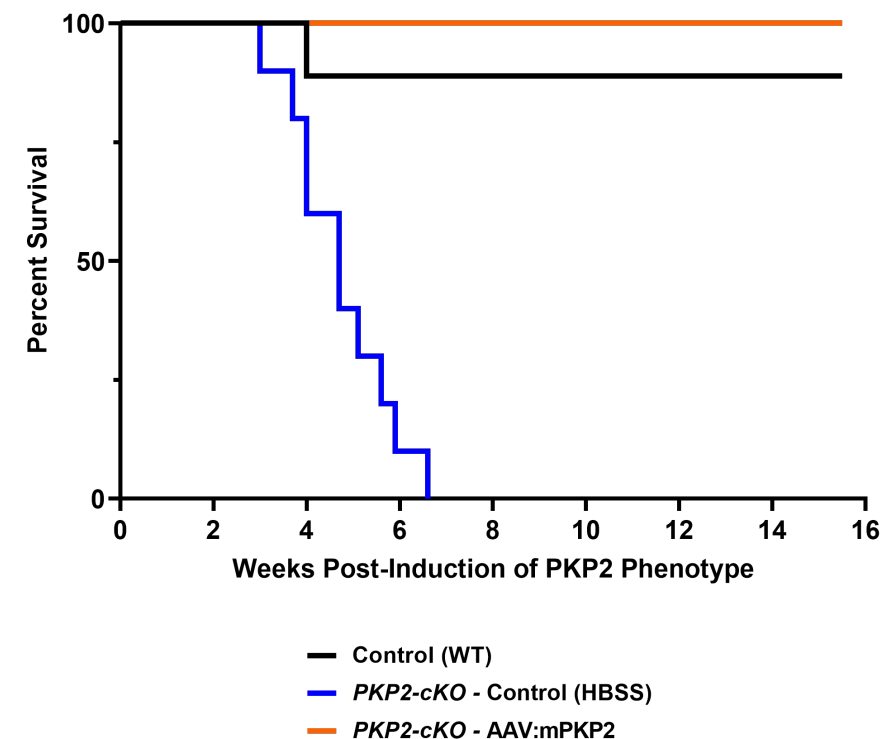 100
50
0
Percent Survival
0 2 4 6 8 10 12 14 16
Weeks Post-Induction of PKP2 Phenotype
Control (WT)
PKP2-cKO - Control (HBSS)
PKP2-cKO - AAV:mPKP2